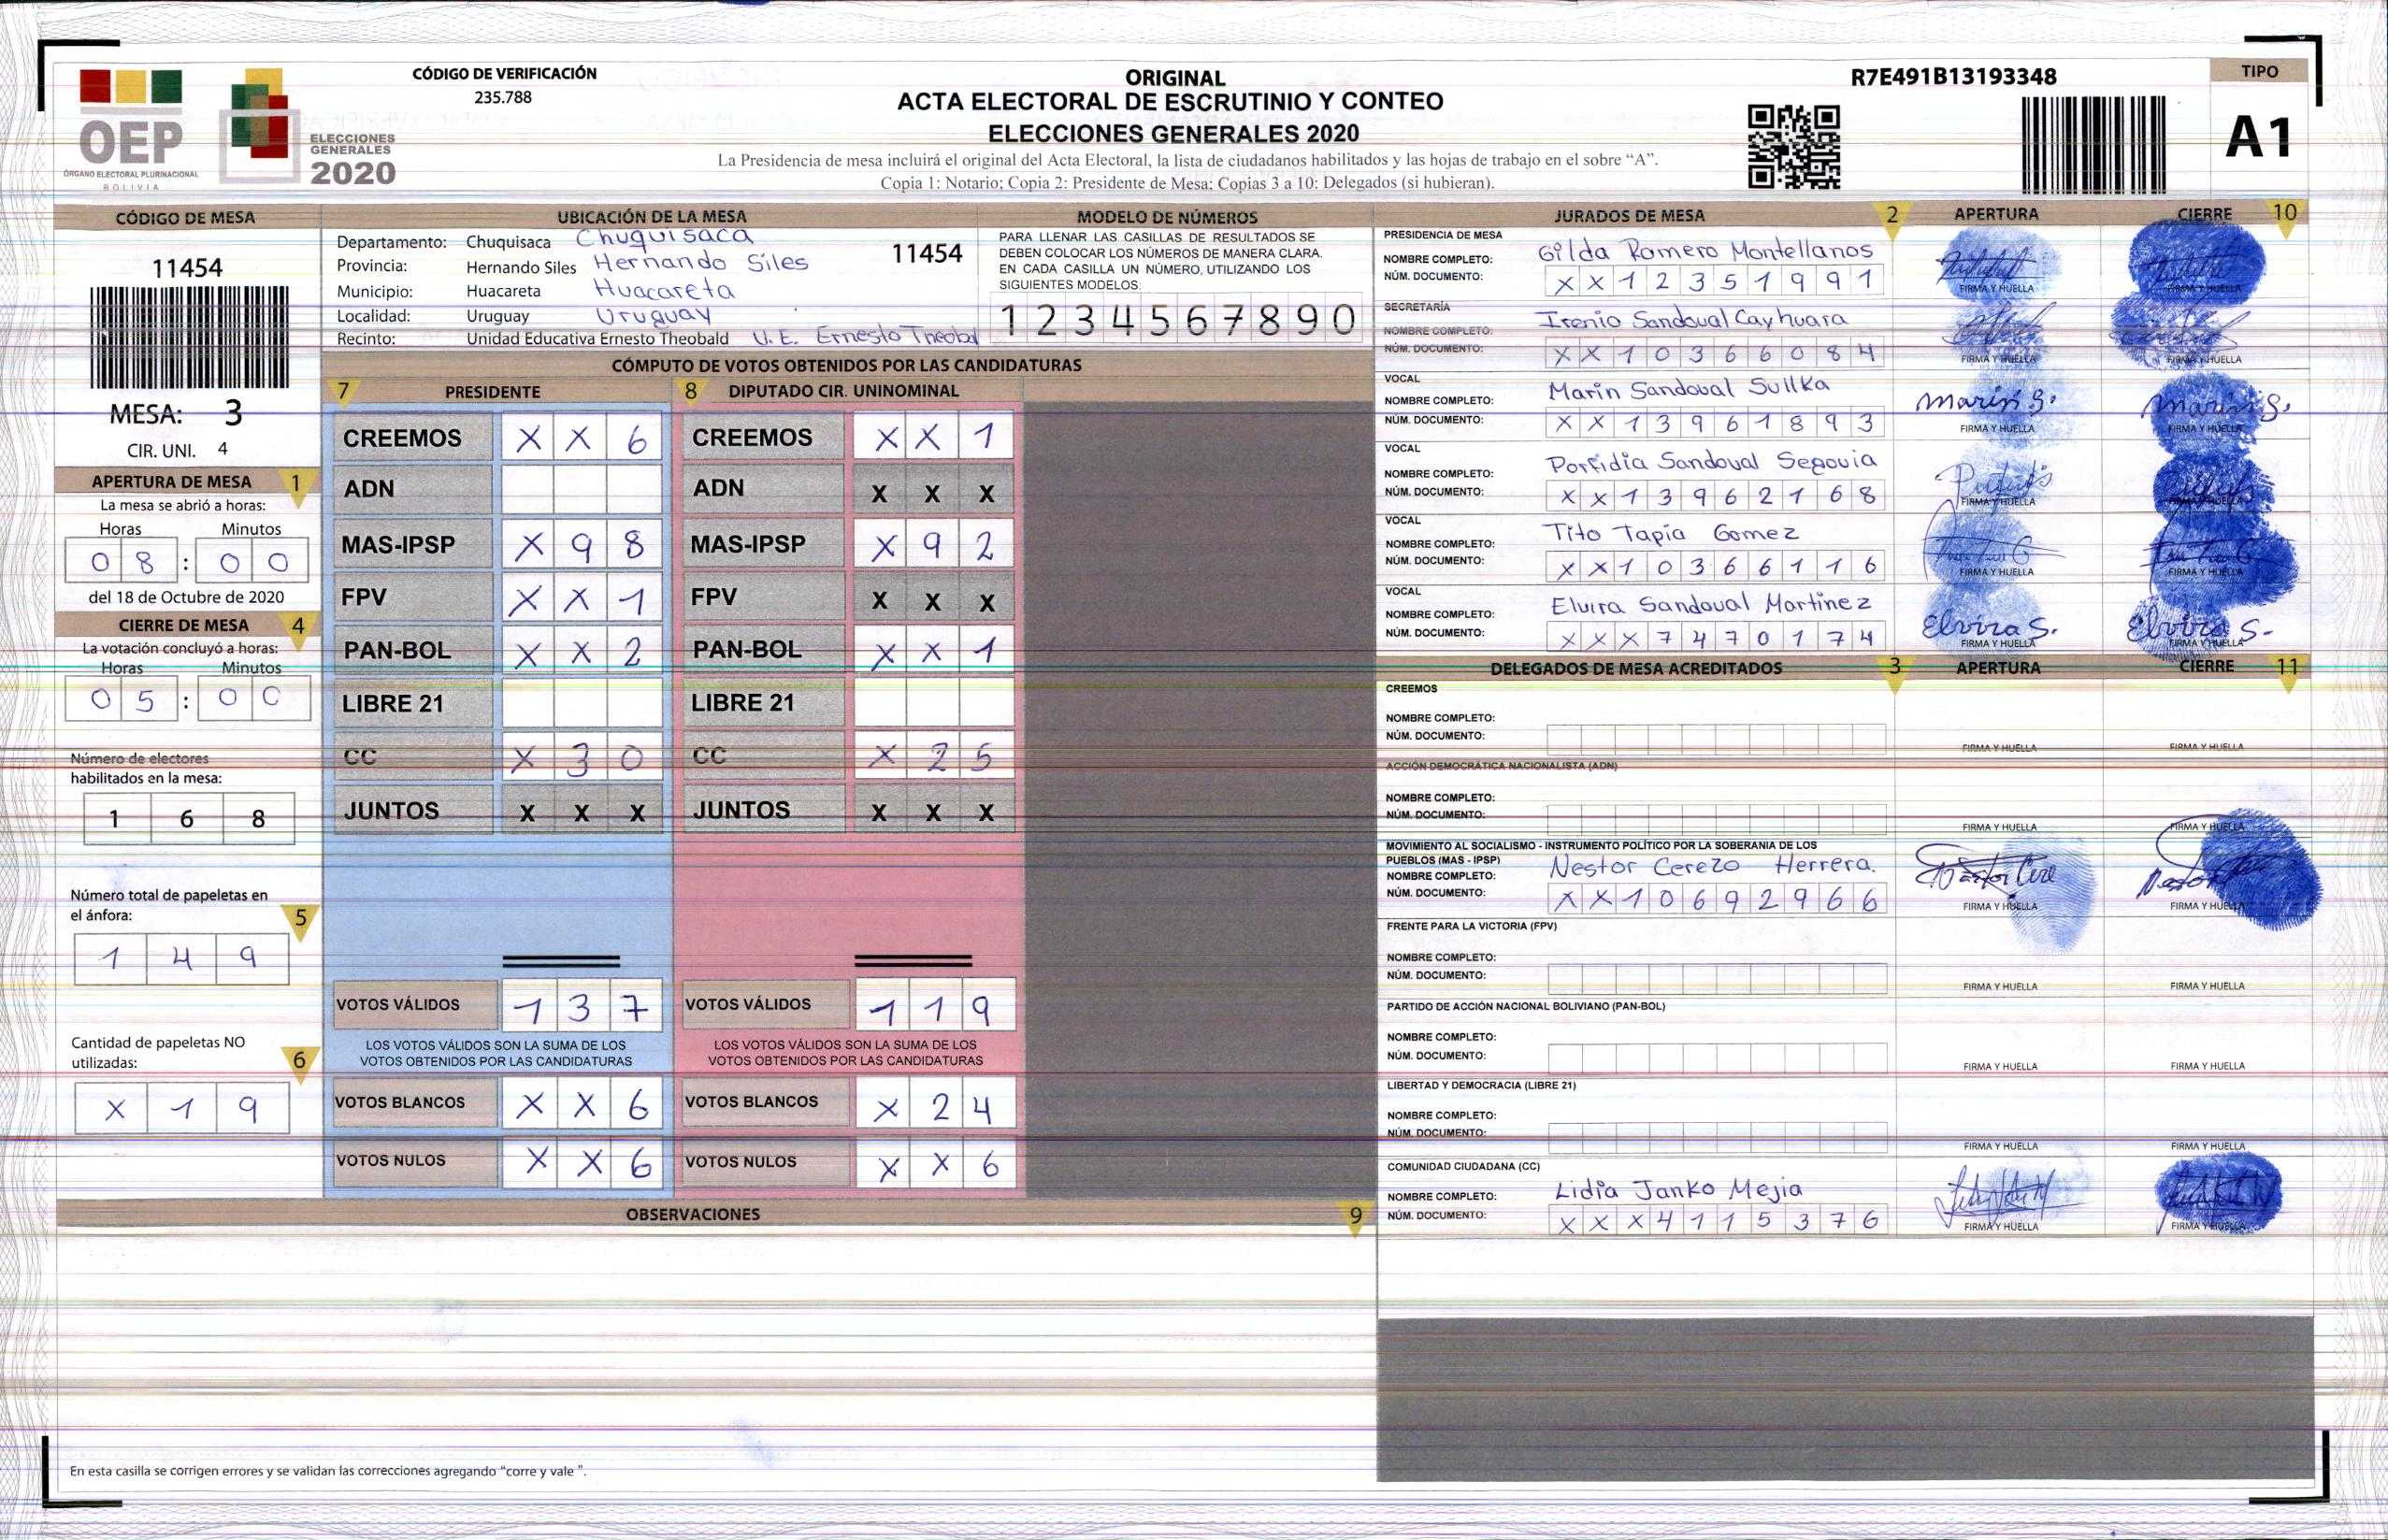 CÓDIGO DE VERIFICACIÓN
235.788
OEP
ÓRGANO ELECTORAL PLURINACIONAL
BOLIVIA
ELECCIONES
GENERALES
2020
ORIGINAL
ACTA ELECTORAL DE ESCRUTINIO Y CONTEO
ELECCIONES GENERALES 2020
La Presidencia de mesa incluirá el original del Acta Electoral, la lista de ciudadanos habilitados y las hojas de trabajo en el sobre “A”.
Copia 1: Notario; Copia 2: Presidente de Mesa; Copias 3 a 10: Delegados (si hubieran).
R7E491B13193348
TIPO
A1
CÓDIGO DE MESA
11454
MESA: 3
CIR. UNI. 4
APERTURA DE MESA 1
La mesa se abrió a horas:
Horas Minutos
0 8 : 0 0
del 18 de Octubre de 2020
CIERRE DE MESA 4
La votación concluyó a horas:
Horas Minutos
0 5 : 0 0
Número de electores
habilitados en la mesa:
1 6 8
Número total de papeletas en
el ánfora: 5
1 4 9
Cantidad de papeletas NO
utilizadas: 6
X 1 9
UBICACIÓN DE LA MESA
Departamento: Chuquisaca Chuquisaca
Provincia: Hernando Siles Hernando Siles
Municipio: Huacareta Huacareta
Localidad: Uruguay Uruguay
Recinto: Unidad Educativa Ernesto Theobald U.E. Ernesto Theobal
11454
MODELO DE NÚMEROS
PARA LLENAR LAS CASILLAS DE RESULTADOS SE
DEBEN COLOCAR LOS NÚMEROS DE MANERA CLARA.
EN CADA CASILLA UN NÚMERO, UTILIZANDO LOS
SIGUIENTES MODELOS:
1 2 3 4 5 6 7 8 9 0
CÓMPUTO DE VOTOS OBTENIDOS POR LAS CANDIDATURAS
7 PRESIDENTE
CREEMOS X X 6
ADN
MAS-IPSP X 9 8
FPV X X 1
PAN-BOL X X 2
LIBRE 21
CC X 3 0
JUNTOS X X X
VOTOS VÁLIDOS 1 3 7
LOS VOTOS VÁLIDOS SON LA SUMA DE LOS
VOTOS OBTENIDOS POR LAS CANDIDATURAS
VOTOS BLANCOS X X 6
VOTOS NULOS X X 6
8 DIPUTADO CIR. UNINOMINAL
CREEMOS X X 1
ADN X X X
MAS-IPSP X 9 2
FPV X X X
PAN-BOL X X 1
LIBRE 21
CC X 2 5
JUNTOS X X X
VOTOS VÁLIDOS 1 1 9
LOS VOTOS VÁLIDOS SON LA SUMA DE LOS
VOTOS OBTENIDOS POR LAS CANDIDATURAS
VOTOS BLANCOS X 2 4
VOTOS NULOS X X 6
OBSERVACIONES 9
En esta casilla se corrigen errores y se validan las correcciones agregando “corre y vale ”.
JURADOS DE MESA 2 APERTURA CIERRE 10
PRESIDENCIA DE MESA
NOMBRE COMPLETO: Gilda Romero Montellanos
NÚM. DOCUMENTO: X X 1 2 3 5 1 9 9 1
FIRMA Y HUELLA FIRMA Y HUELLA
SECRETARÍA
NOMBRE COMPLETO: Irenio Sandoval Cayhuara
NÚM. DOCUMENTO: X X 1 0 3 6 6 0 8 4
FIRMA Y HUELLA FIRMA Y HUELLA
VOCAL
NOMBRE COMPLETO: Marin Sandoval Sullka
NÚM. DOCUMENTO: X X 1 3 9 6 1 8 9 3
Marin S. Marin S.
FIRMA Y HUELLA FIRMA Y HUELLA
VOCAL
NOMBRE COMPLETO: Porfidia Sandoval Segovia
NÚM. DOCUMENTO: X X 1 3 9 6 2 1 6 8
FIRMA Y HUELLA FIRMA Y HUELLA
VOCAL
NOMBRE COMPLETO: Tito Tapia Gomez
NÚM. DOCUMENTO: X X 1 0 3 6 6 1 1 6
FIRMA Y HUELLA FIRMA Y HUELLA
VOCAL
NOMBRE COMPLETO: Elvira Sandoval Martinez
NÚM. DOCUMENTO: X X X 7 4 7 0 1 7 4
Elvira S. Elvira S.
FIRMA Y HUELLA FIRMA Y HUELLA
DELEGADOS DE MESA ACREDITADOS 3 APERTURA CIERRE 11
CREEMOS
NOMBRE COMPLETO:
NÚM. DOCUMENTO:
FIRMA Y HUELLA FIRMA Y HUELLA
ACCIÓN DEMOCRÁTICA NACIONALISTA (ADN)
NOMBRE COMPLETO:
NÚM. DOCUMENTO:
FIRMA Y HUELLA FIRMA Y HUELLA
MOVIMIENTO AL SOCIALISMO - INSTRUMENTO POLÍTICO POR LA SOBERANIA DE LOS
PUEBLOS (MAS - IPSP)
NOMBRE COMPLETO: Nestor Cerezo Herrera.
NÚM. DOCUMENTO: X X 1 0 6 9 2 9 6 6
FIRMA Y HUELLA FIRMA Y HUELLA
FRENTE PARA LA VICTORIA (FPV)
NOMBRE COMPLETO:
NÚM. DOCUMENTO:
FIRMA Y HUELLA FIRMA Y HUELLA
PARTIDO DE ACCIÓN NACIONAL BOLIVIANO (PAN-BOL)
NOMBRE COMPLETO:
NÚM. DOCUMENTO:
FIRMA Y HUELLA FIRMA Y HUELLA
LIBERTAD Y DEMOCRACIA (LIBRE 21)
NOMBRE COMPLETO:
NÚM. DOCUMENTO:
FIRMA Y HUELLA FIRMA Y HUELLA
COMUNIDAD CIUDADANA (CC)
NOMBRE COMPLETO: Lidia Janko Mejia
NÚM. DOCUMENTO: X X X 4 1 1 5 3 7 6
FIRMA Y HUELLA FIRMA Y HUELLA